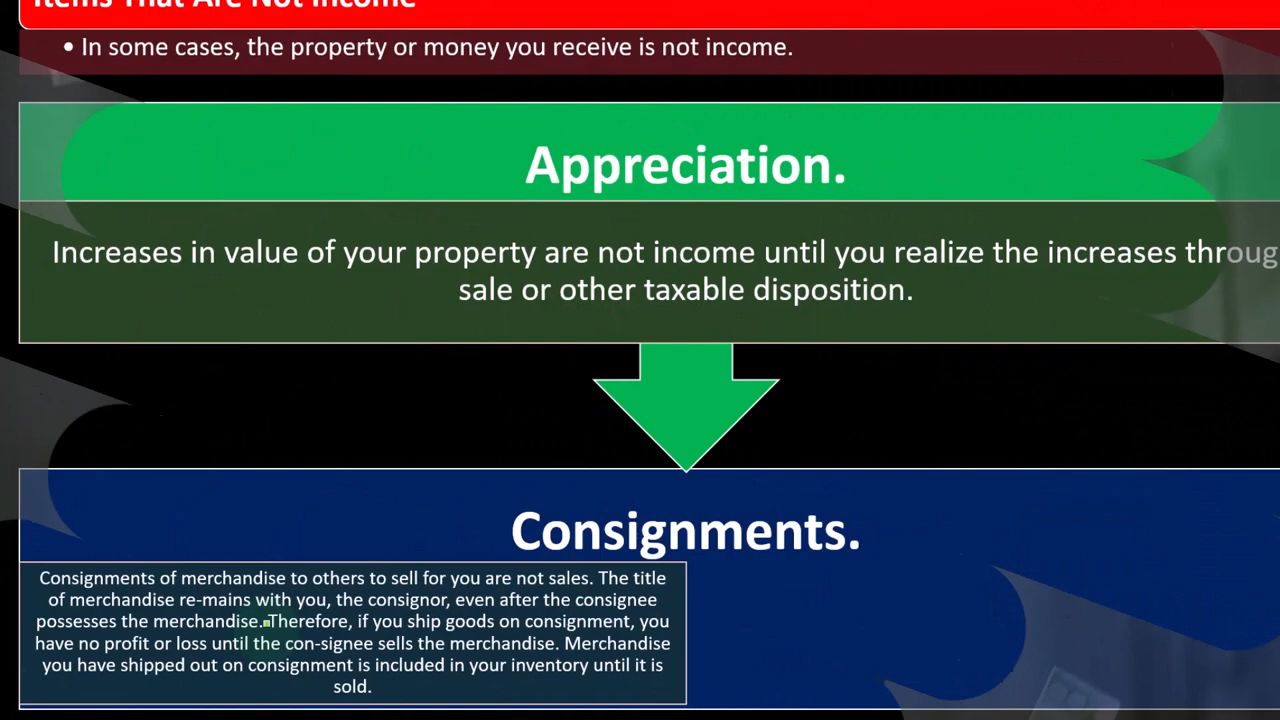 Items That Are Not Income
• In some cases, the property or money you receive is not income.
Appreciation.
Increases in value of your property are not income until you realize the increases throug
sale or other taxable disposition.
Consignments.
Consignments of merchandise to others to sell for you are not sales. The title
of merchandise re-mains with you, the consignor, even after the consignee
possesses the merchandise. Therefore, if you ship goods on consignment, you
have no profit or loss until the con-signee sells the merchandise. Merchandise
you have shipped out on consignment is included in your inventory until it is
sold.